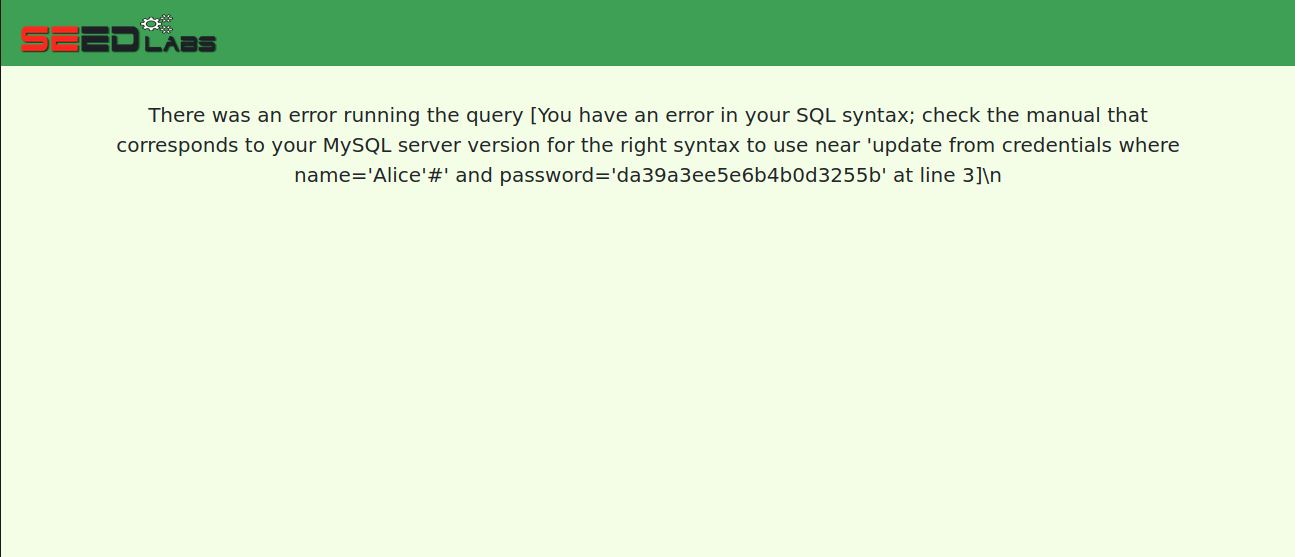 SEED LABS
There was an error running the query [You have an error in your SQL syntax; check the manual that
corresponds to your MySQL server version for the right syntax to use near 'update from credentials where
name='Alice'#' and password='da39a3ee5e6b4b0d3255b' at line 3]\n